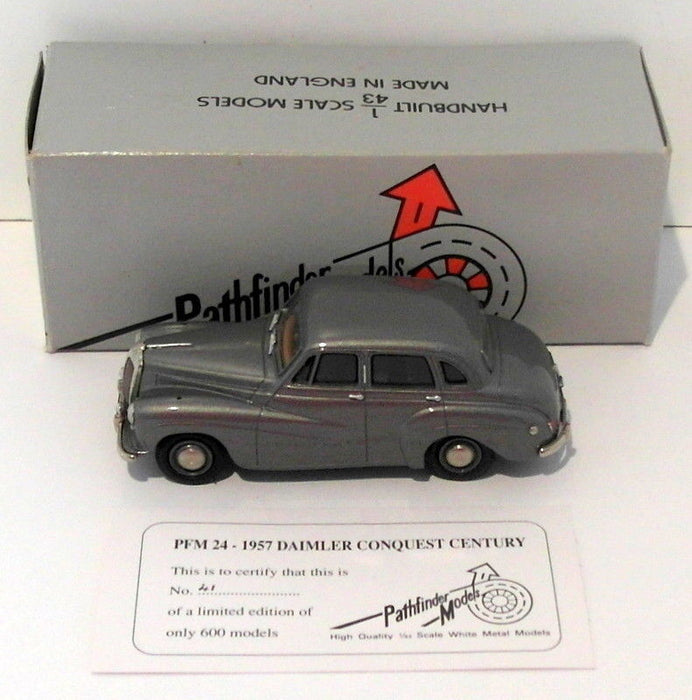 HANDBUILT 1/43 SCALE MODELS
MADE IN ENGLAND
Pathfinder Models
PFM 24 - 1957 DAIMLER CONQUEST CENTURY
This is to certify that this is
No. 41
of a limited edition of
only 600 models
Pathfinder
Models
High Quality 1/43 Scale White Metal Models